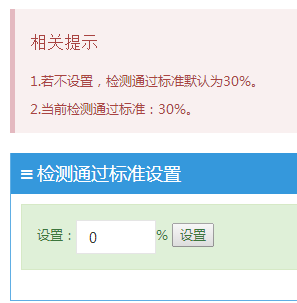 相关提示
1.若不设置，检测通过标准默认为30%。
2.当前检测通过标准：30%。
≡ 检测通过标准设置
设置： 0 % 设置